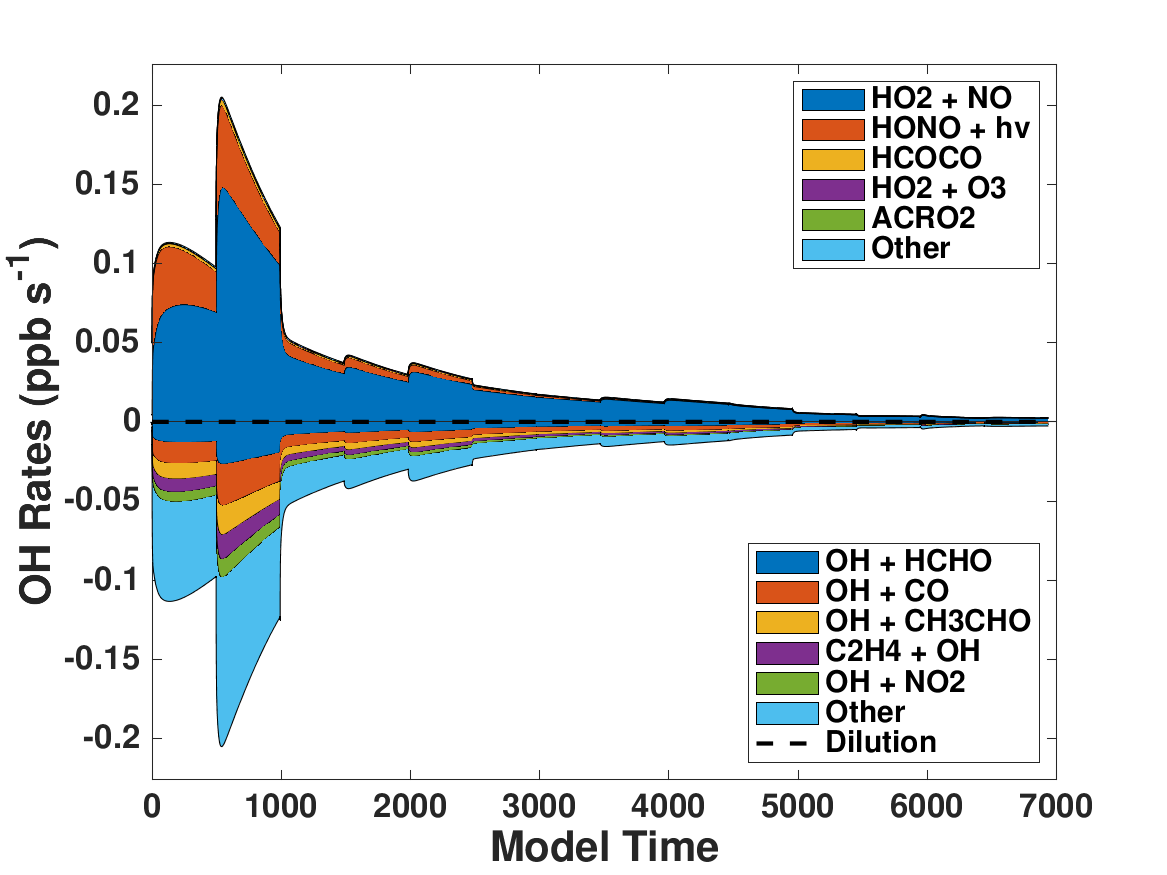 0.2
0.15
0.1
0.05
0
-0.05
-0.1
-0.15
-0.2
OH Rates (ppb s-1)
HO2 + NO
HONO + hv
HCOCO
HO2 + O3
ACRO2
Other
OH + HCHO
OH + CO
OH + CH3CHO
C2H4 + OH
OH + NO2
Other
Dilution
0 1000 2000 3000 4000 5000 6000 7000
Model Time